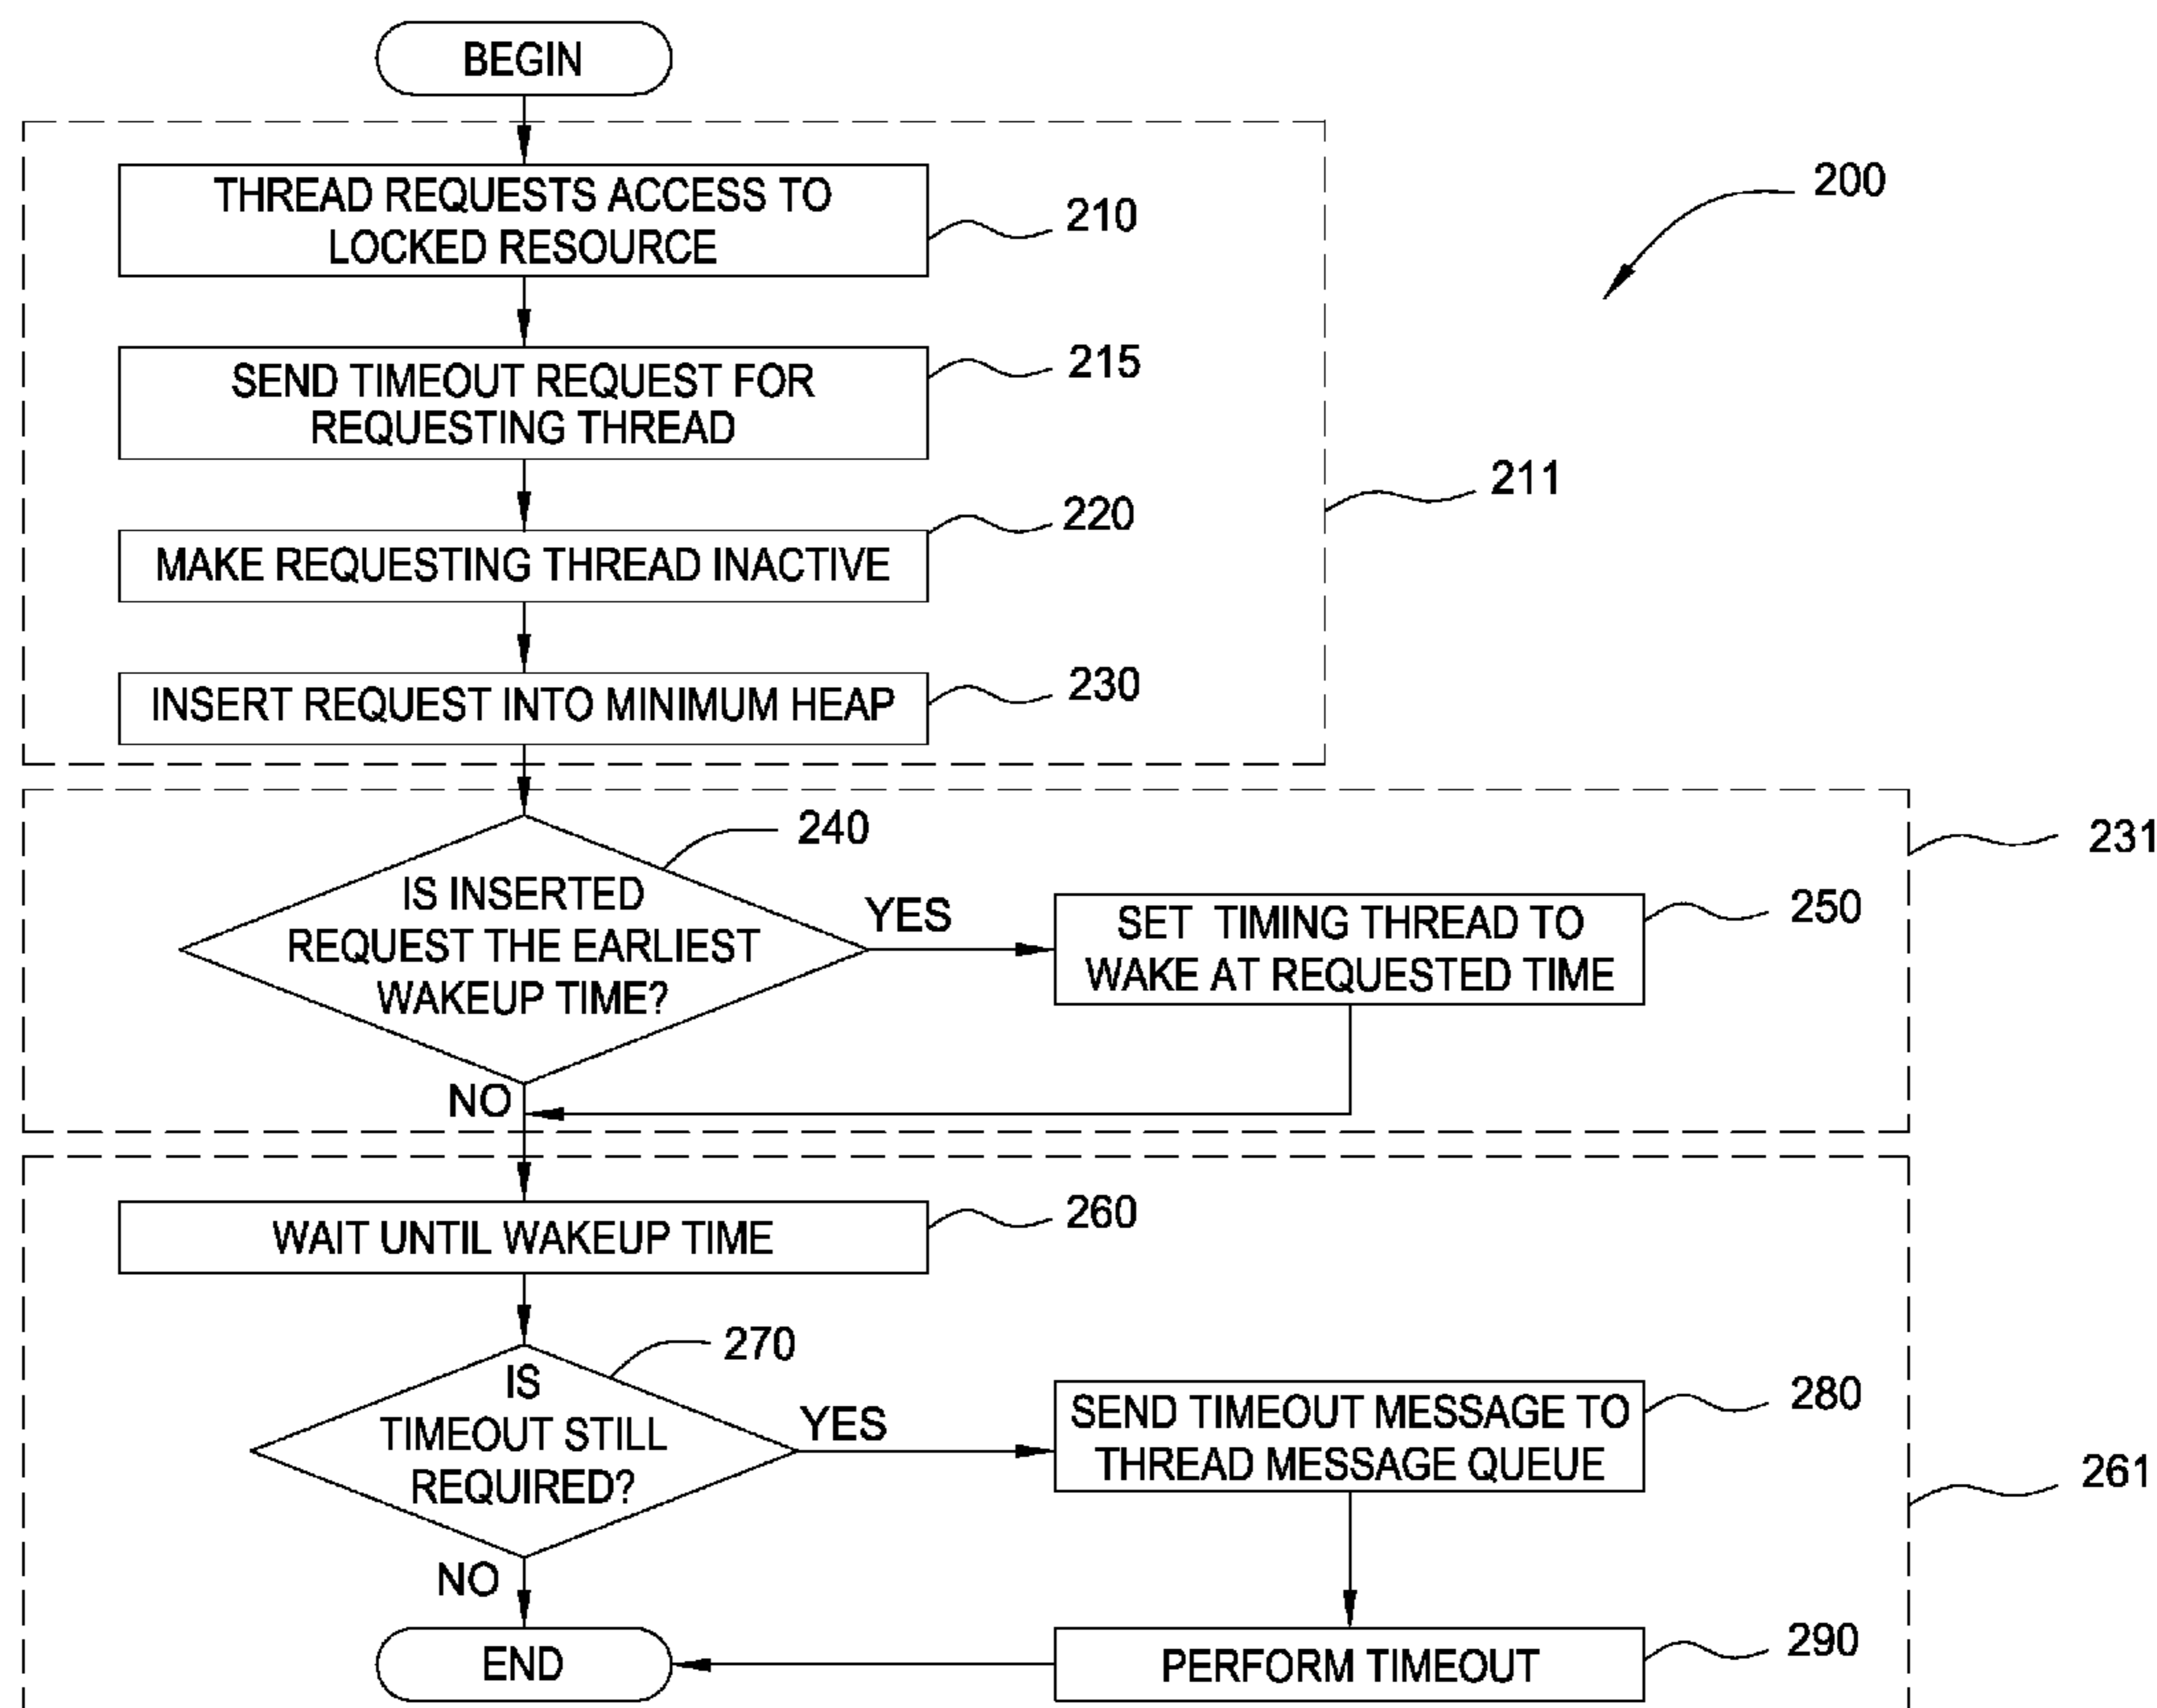 BEGIN
200
THREAD REQUESTS ACCESS TO
LOCKED RESOURCE
210
SEND TIMEOUT REQUEST FOR
REQUESTING THREAD
215
211
MAKE REQUESTING THREAD INACTIVE
220
INSERT REQUEST INTO MINIMUM HEAP
230
240
231
IS INSERTED
REQUEST THE EARLIEST
WAKEUP TIME?
YES
SET TIMING THREAD TO
WAKE AT REQUESTED TIME
250
NO
WAIT UNTIL WAKEUP TIME
260
270
IS
TIMEOUT STILL
REQUIRED?
YES
SEND TIMEOUT MESSAGE TO
THREAD MESSAGE QUEUE
280
261
NO
END
PERFORM TIMEOUT
290